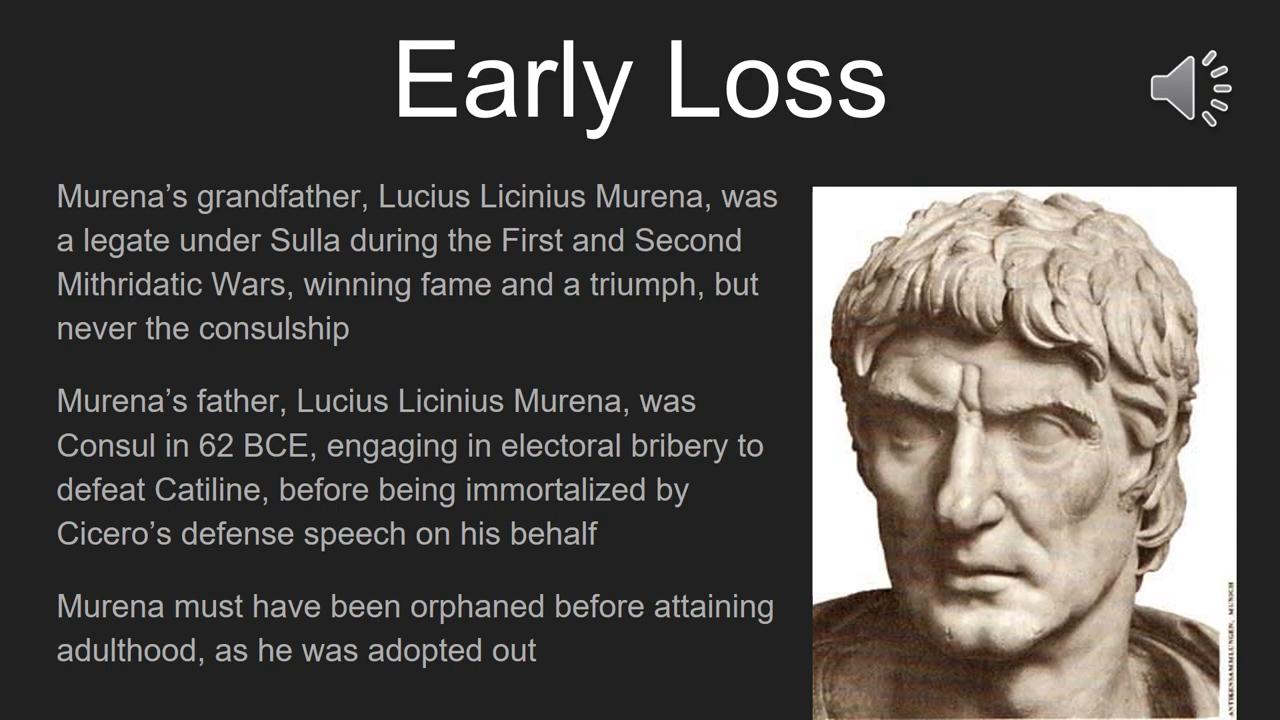 Early Loss
Murena’s grandfather, Lucius Licinius Murena, was
a legate under Sulla during the First and Second
Mithridatic Wars, winning fame and a triumph, but
never the consulship
Murena’s father, Lucius Licinius Murena, was
Consul in 62 BCE, engaging in electoral bribery to
defeat Catiline, before being immortalized by
Cicero’s defense speech on his behalf
Murena must have been orphaned before attaining
adulthood, as he was adopted out
ANTIKENSAMMLUNGEN, MUNICH